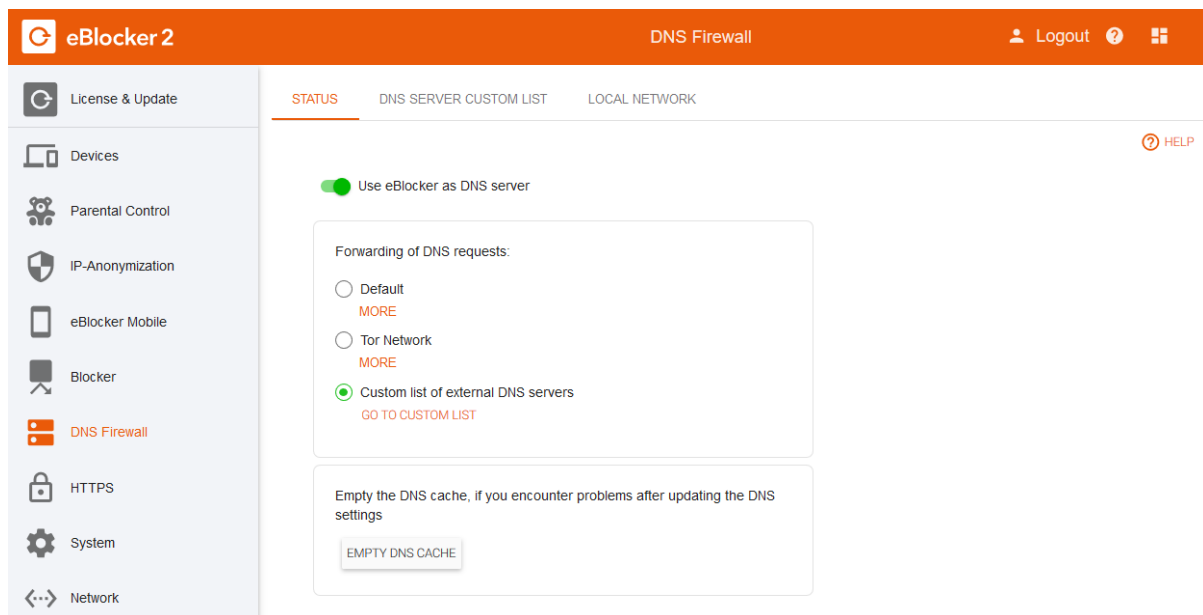 eBlocker 2
DNS Firewall
Logout
License & Update
Devices
Parental Control
IP-Anonymization
eBlocker Mobile
Blocker
DNS Firewall
HTTPS
System
Network
STATUS
DNS SERVER CUSTOM LIST
LOCAL NETWORK
? HELP
Use eBlocker as DNS server
Forwarding of DNS requests:
Default
MORE
Tor Network
MORE
Custom list of external DNS servers
GO TO CUSTOM LIST
Empty the DNS cache, if you encounter problems after updating the DNS
settings
EMPTY DNS CACHE